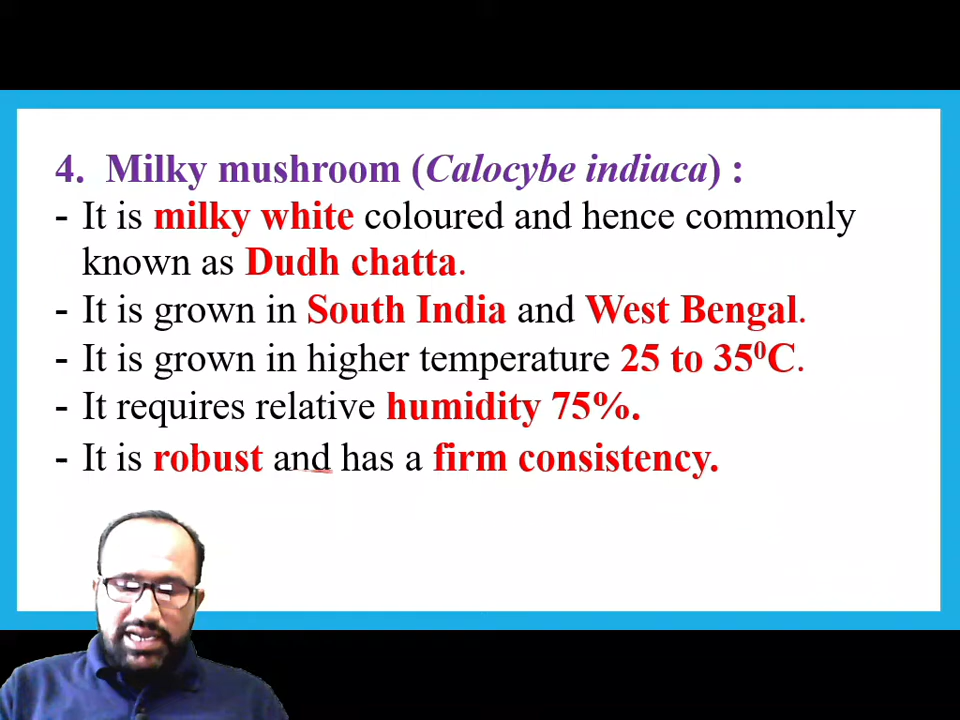 4. Milky mushroom (Calocybe indiaca) :
- It is milky white coloured and hence commonly
known as Dudh chatta.
- It is grown in South India and West Bengal.
- It is grown in higher temperature 25 to 35⁰C.
- It requires relative humidity 75%.
- It is robust and has a firm consistency.